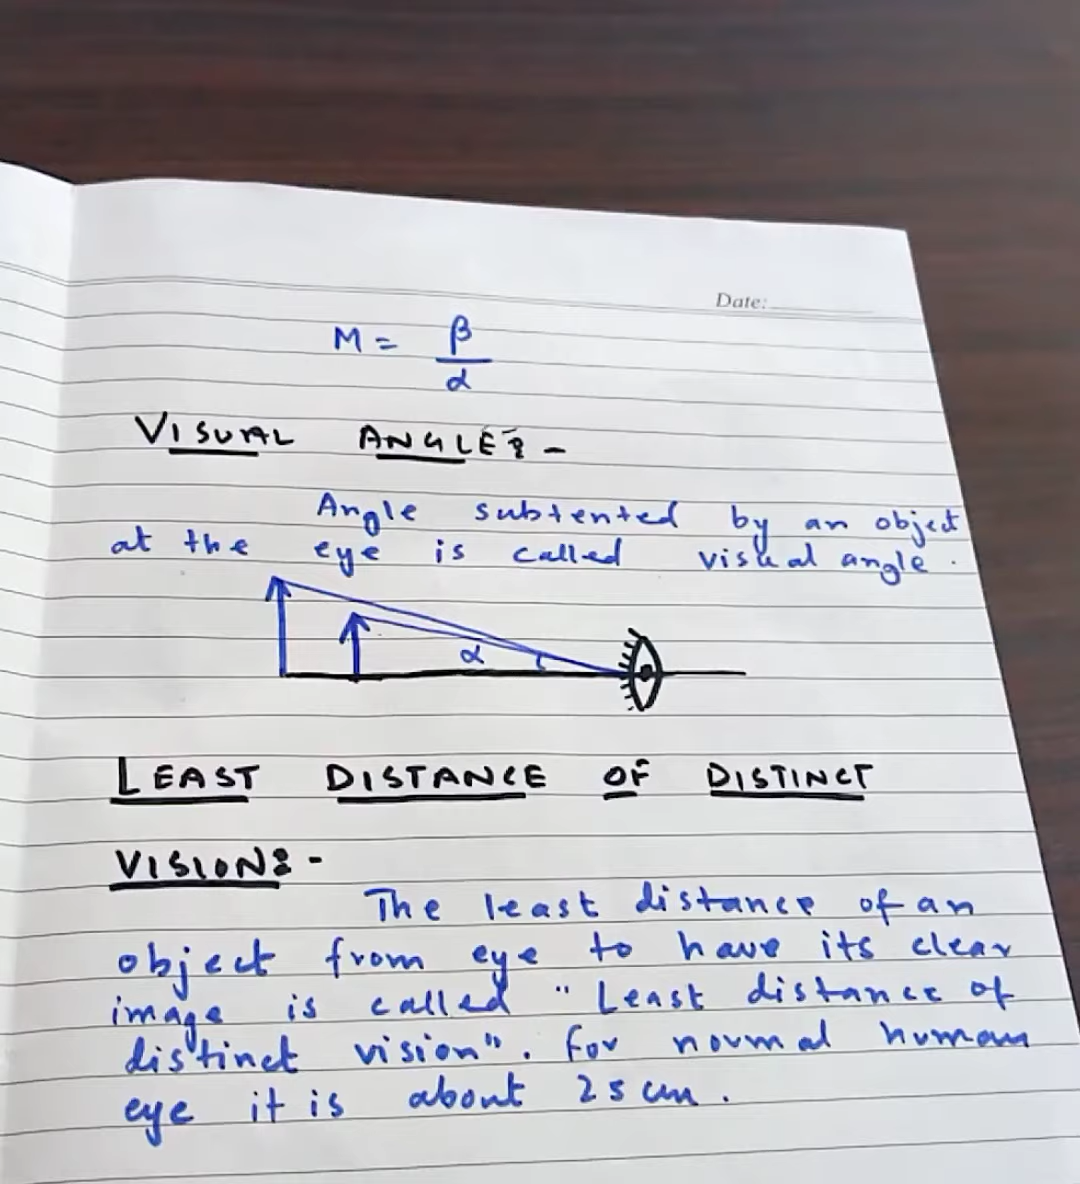 Date:
M = β
α
VISUAL ANGLE:-
Angle subtented by an object
at the eye is called visual angle.
α
LEAST DISTANCE OF DISTINCT
VISION:-
The least distance of an
object from eye to have its clear
image is called "Least distance of
distinct vision". for normal human
eye it is about 25 cm.